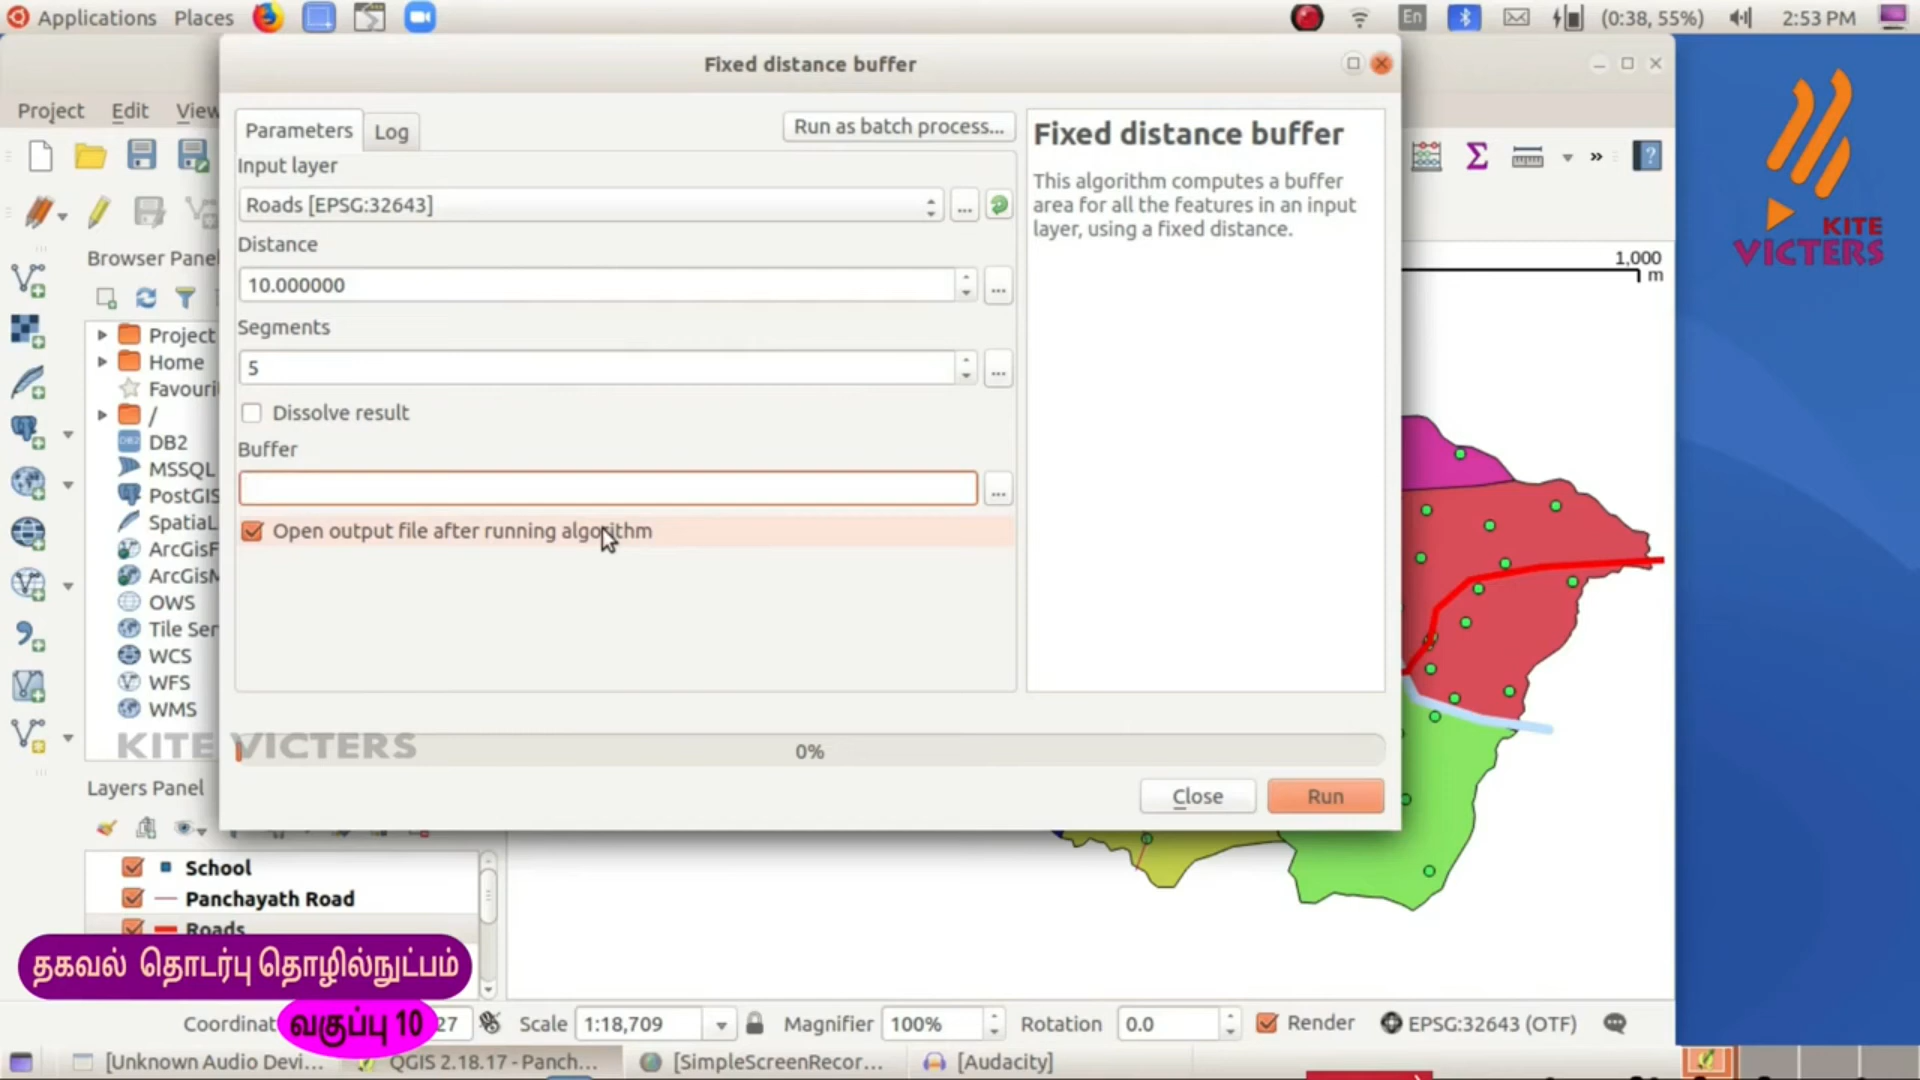 Applications Places En (0:38, 55%) 2:53 PM
Fixed distance buffer
Project Edit View
Parameters Log Run as batch process...
Input layer
Roads [EPSG:32643] ...
Distance
10.000000 ...
Segments
5 ...
Dissolve result
Buffer
...
Open output file after running algorithm
0%
Close Run
Fixed distance buffer
This algorithm computes a buffer
area for all the features in an input
layer, using a fixed distance.
KITE
VICTERS
1,000
m
Browser Pane
Project
Home
Favouri
/
DB2
MSSQL
PostGIS
SpatiaL
ArcGisF
ArcGisM
OWS
Tile Ser
WCS
WFS
WMS
KITE VICTERS
Layers Panel
School
Panchayath Road
Roads
தகவல் தொடர்பு தொழில்நுட்பம்
வகுப்பு 10
Coordinat 27 Scale 1:18,709 Magnifier 100% Rotation 0.0 Render EPSG:32643 (OTF)
[Unknown Audio Devi... QGIS 2.18.17 - Panch... [SimpleScreenRecor... [Audacity]